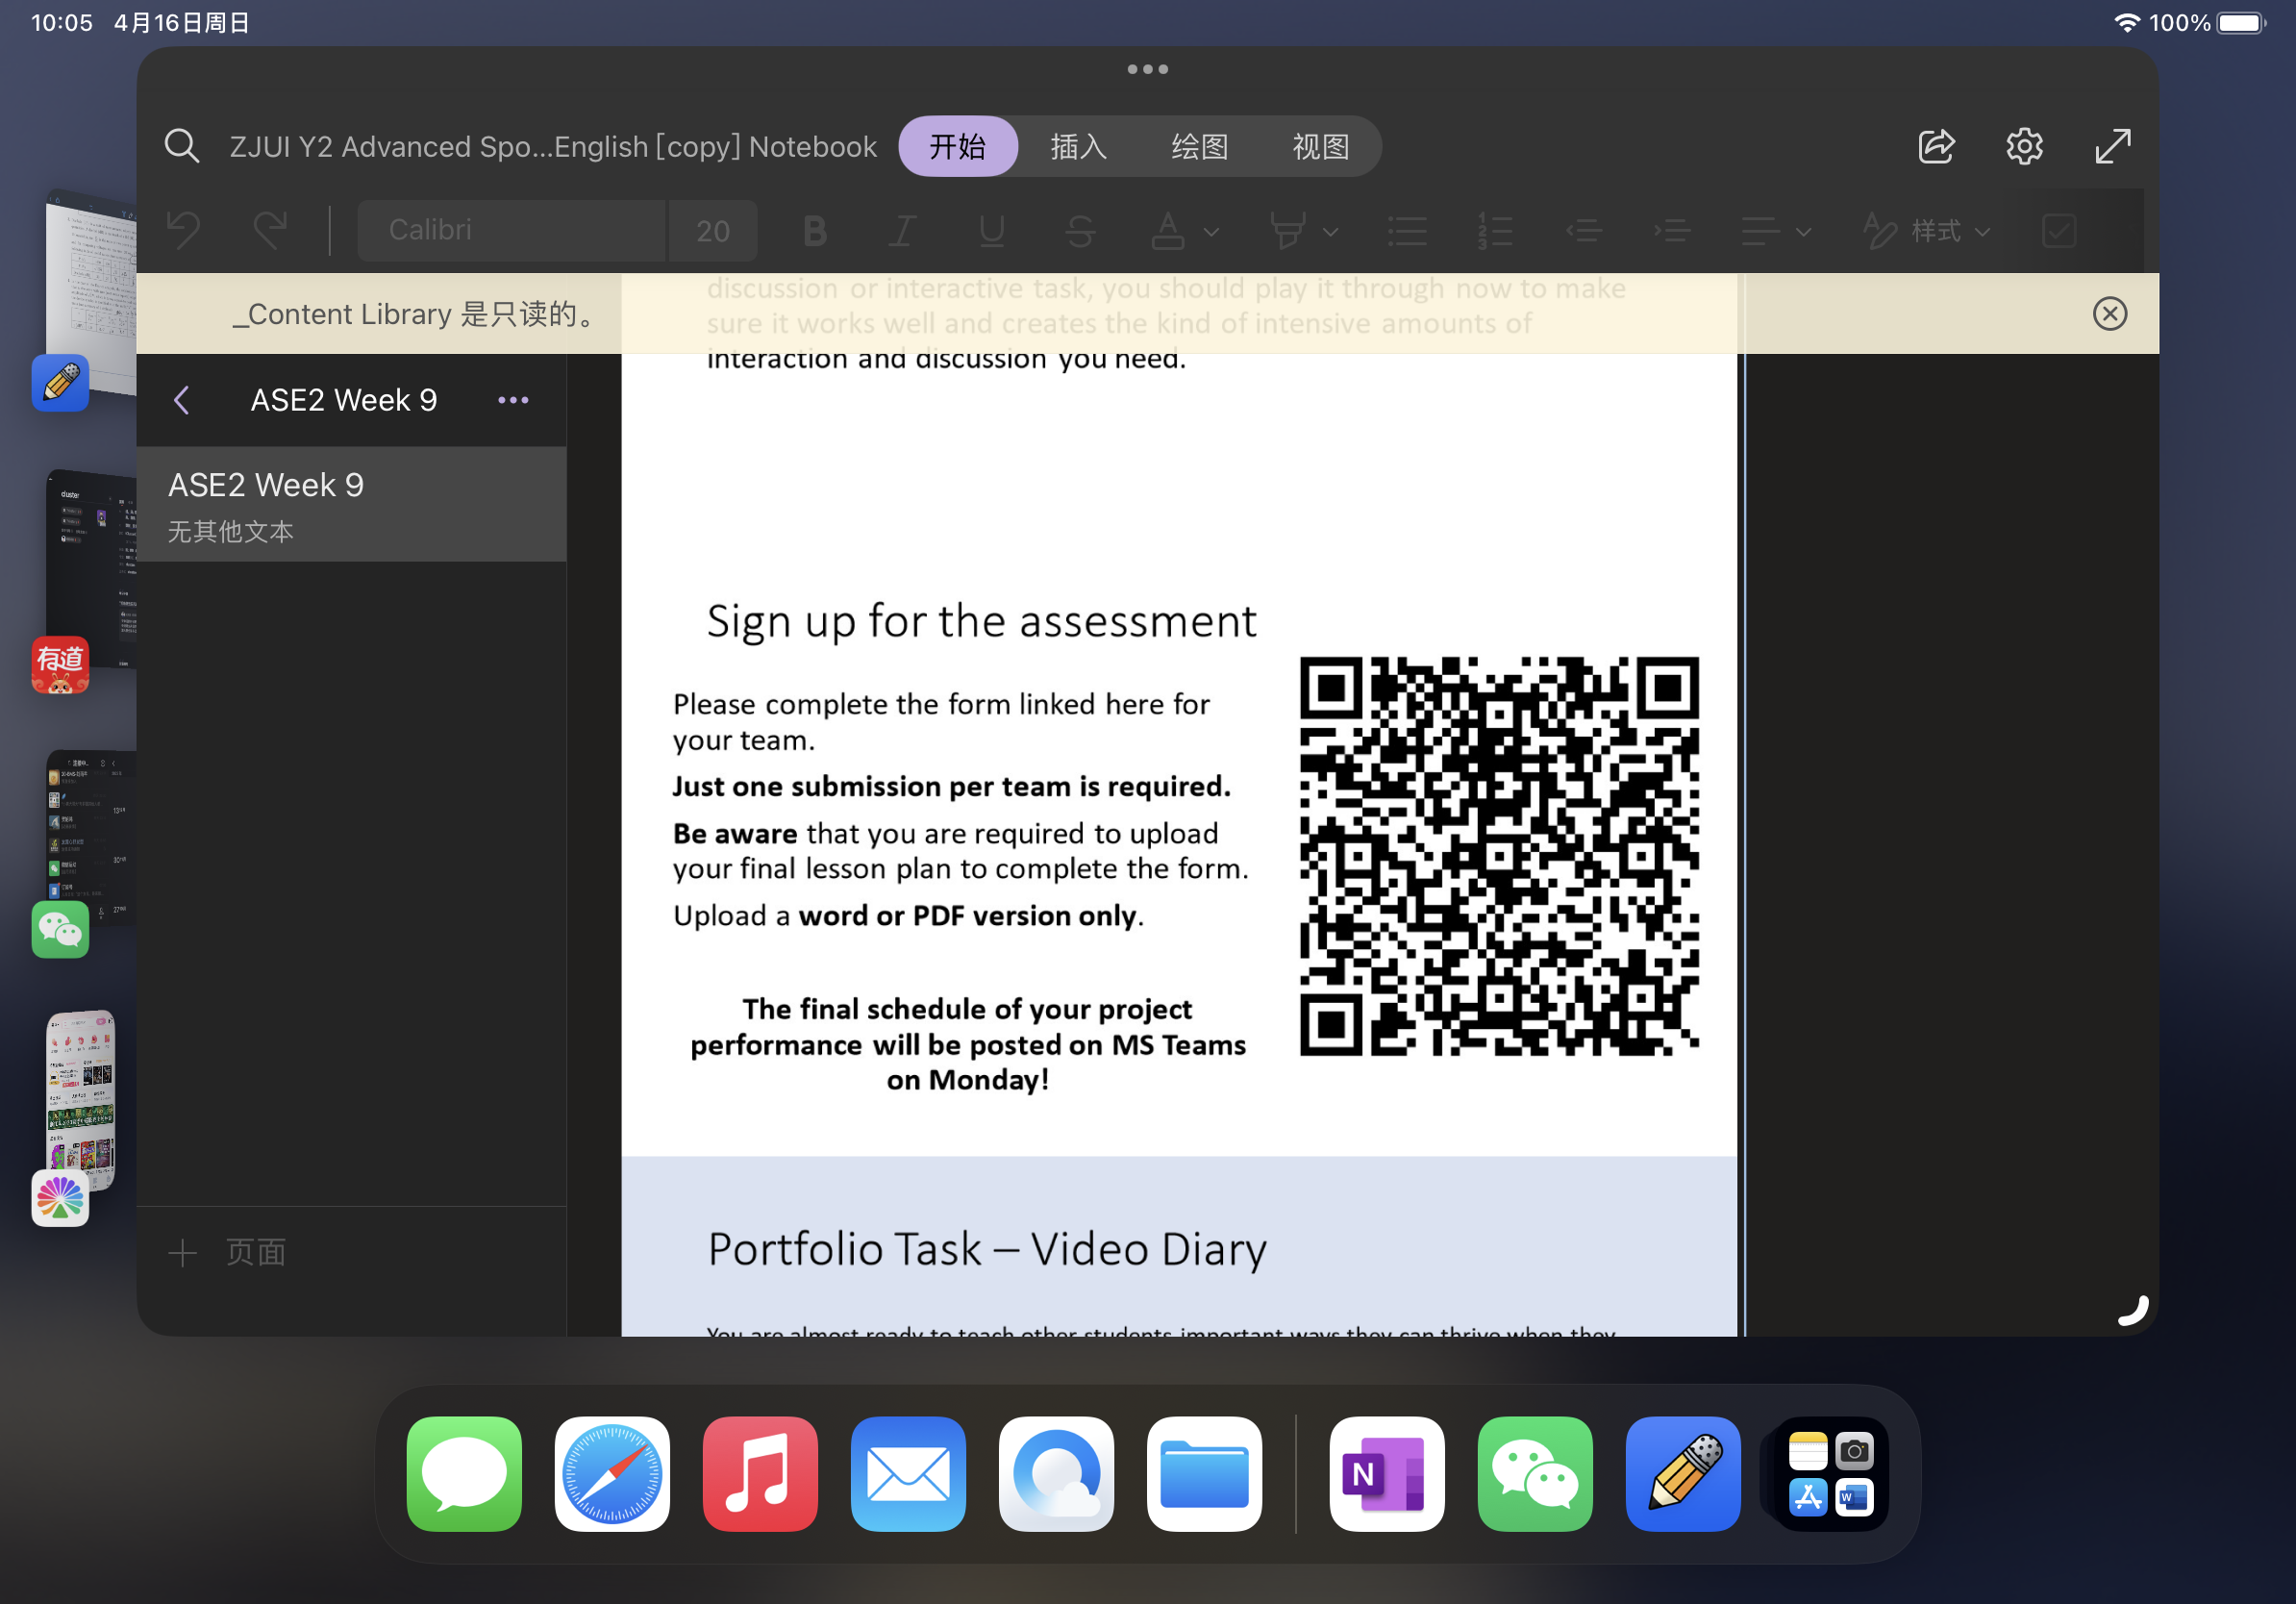 10:05 4月16日周日
100%
ZJUI Y2 Advanced Spo...English [copy] Notebook
开始 插入 绘图 视图
Calibri 20 B I U S A 样式
discussion or interactive task, you should play it through now to make
_Content Library 是只读的。
sure it works well and creates the kind of intensive amounts of
interaction and discussion you need.
ASE2 Week 9
ASE2 Week 9
无其他文本
Sign up for the assessment
Please complete the form linked here for
your team.
Just one submission per team is required.
Be aware that you are required to upload
your final lesson plan to complete the form.
Upload a word or PDF version only.
The final schedule of your project
performance will be posted on MS Teams
on Monday!
Portfolio Task – Video Diary
You are almost ready to teach other students important ways they can thrive when they
页面
有道
cluster
N
W